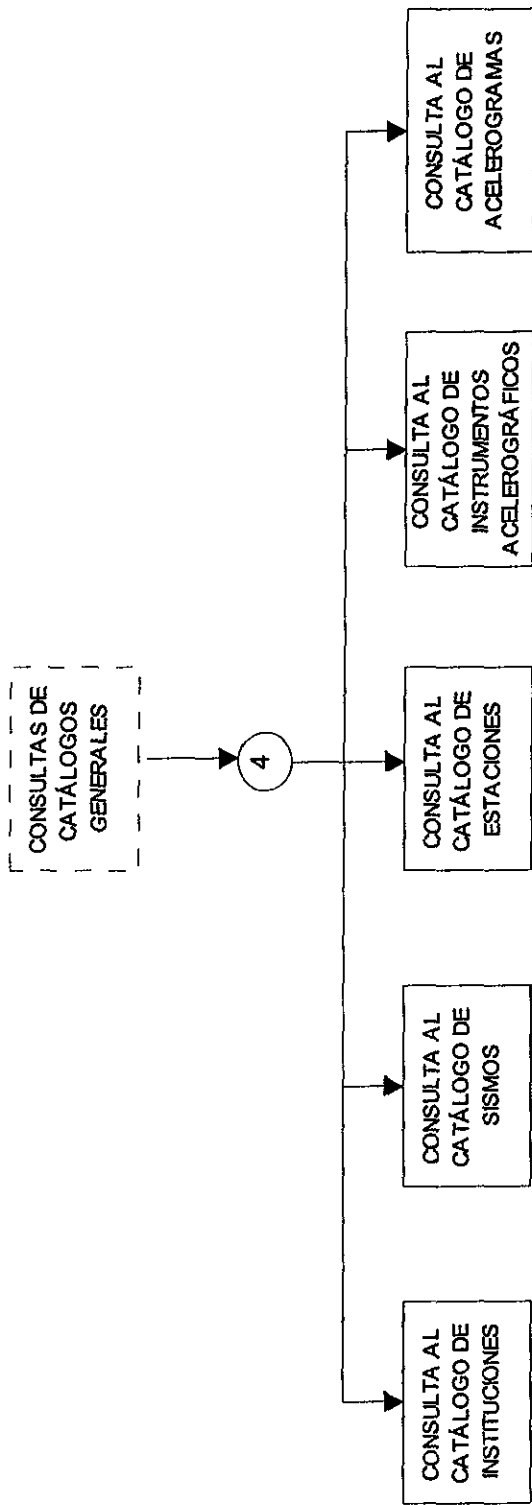 CONSULTAS DE
CATÁLOGOS
GENERALES
4
CONSULTA AL
CATÁLOGO DE
INSTITUCIONES
CONSULTA AL
CATÁLOGO DE
SISMOS
CONSULTA AL
CATÁLOGO DE
ESTACIONES
CONSULTA AL
CATÁLOGO DE
INSTRUMENTOS
ACELEROGRÁFICOS
CONSULTA AL
CATÁLOGO DE
ACELEROGRAMAS